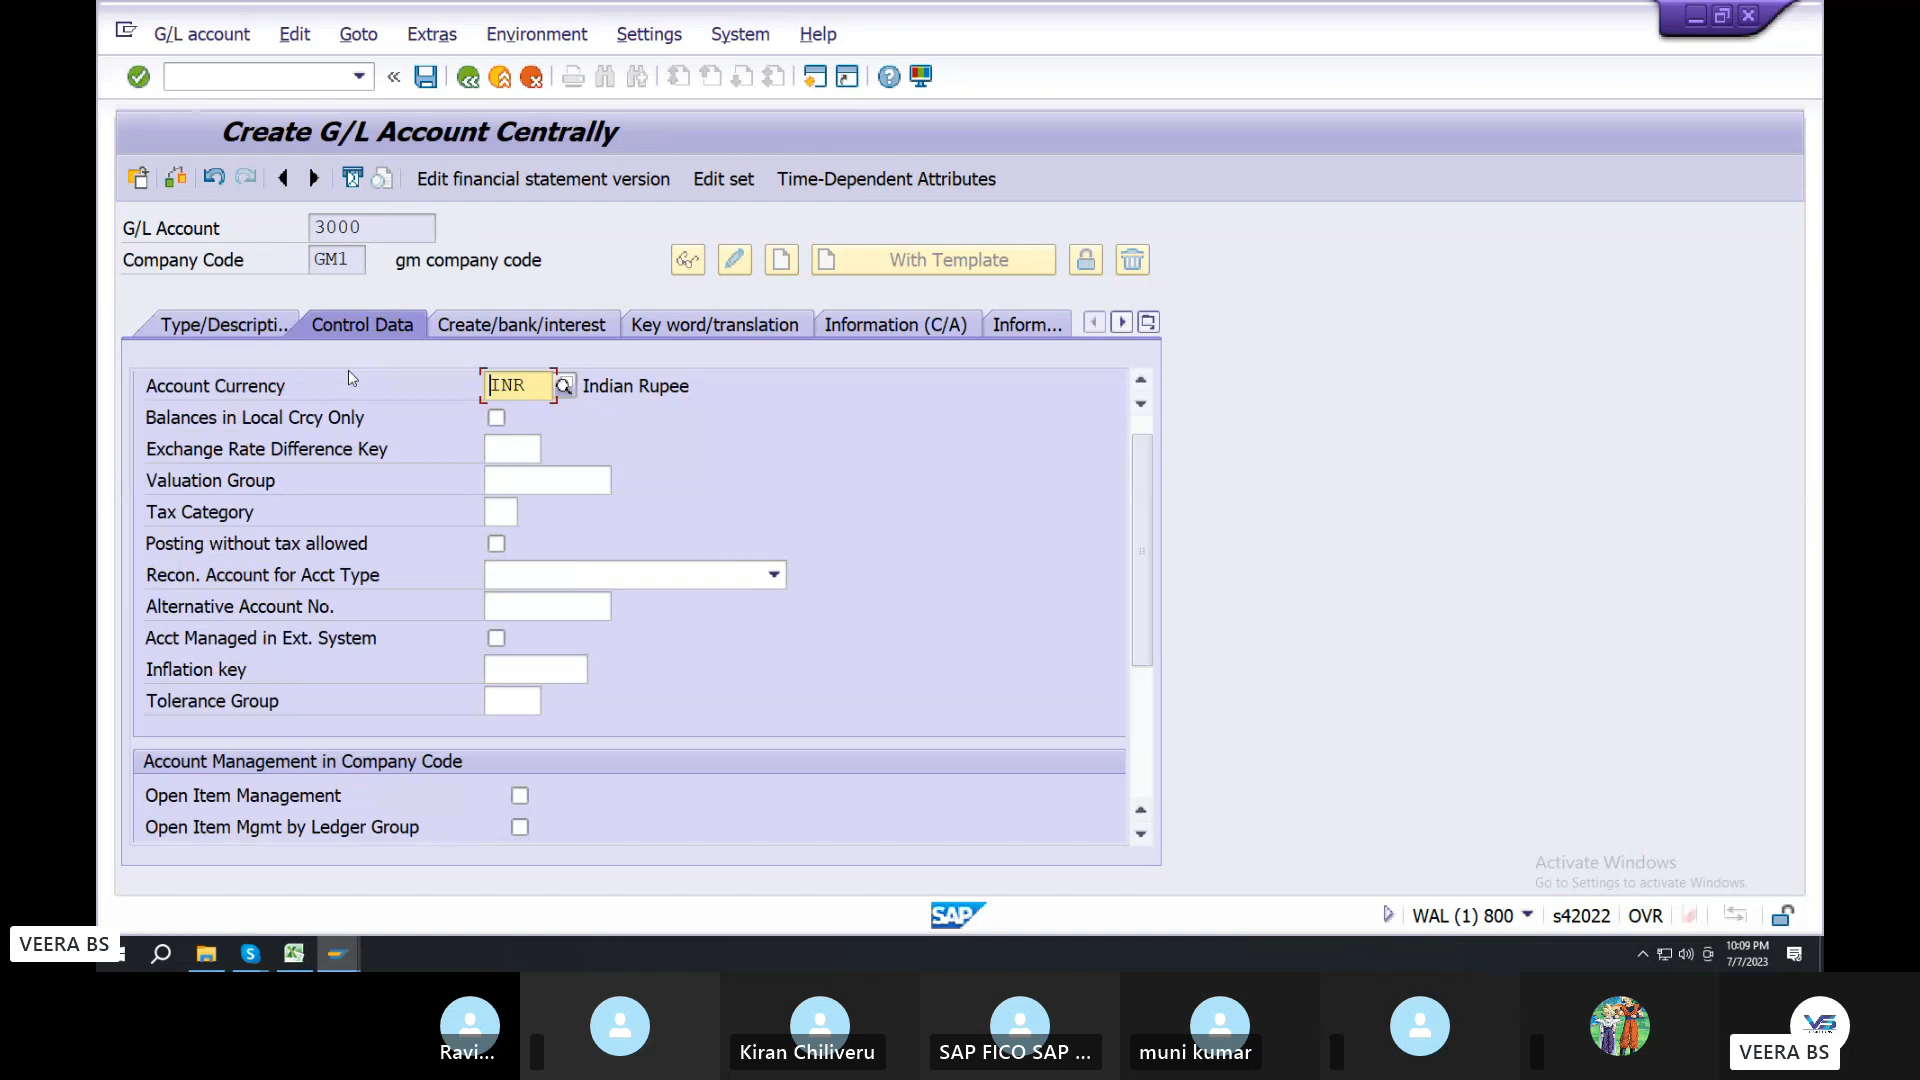 G/L account Edit Goto Extras Environment Settings System Help
Create G/L Account Centrally
Edit financial statement version Edit set Time-Dependent Attributes
G/L Account 3000
Company Code GM1 gm company code With Template
Type/Descripti.. Control Data Create/bank/interest Key word/translation Information (C/A) Inform...
Account Currency INR Indian Rupee
Balances in Local Crcy Only
Exchange Rate Difference Key
Valuation Group
Tax Category
Posting without tax allowed
Recon. Account for Acct Type
Alternative Account No.
Acct Managed in Ext. System
Inflation key
Tolerance Group
Account Management in Company Code
Open Item Management
Open Item Mgmt by Ledger Group
Activate Windows
Go to Settings to activate Windows.
SAP WAL (1) 800 s42022 OVR
VEERA BS
10:09 PM
7/7/2023
Ravi... Kiran Chiliveru SAP FICO SAP ... muni kumar VEERA BS
VS